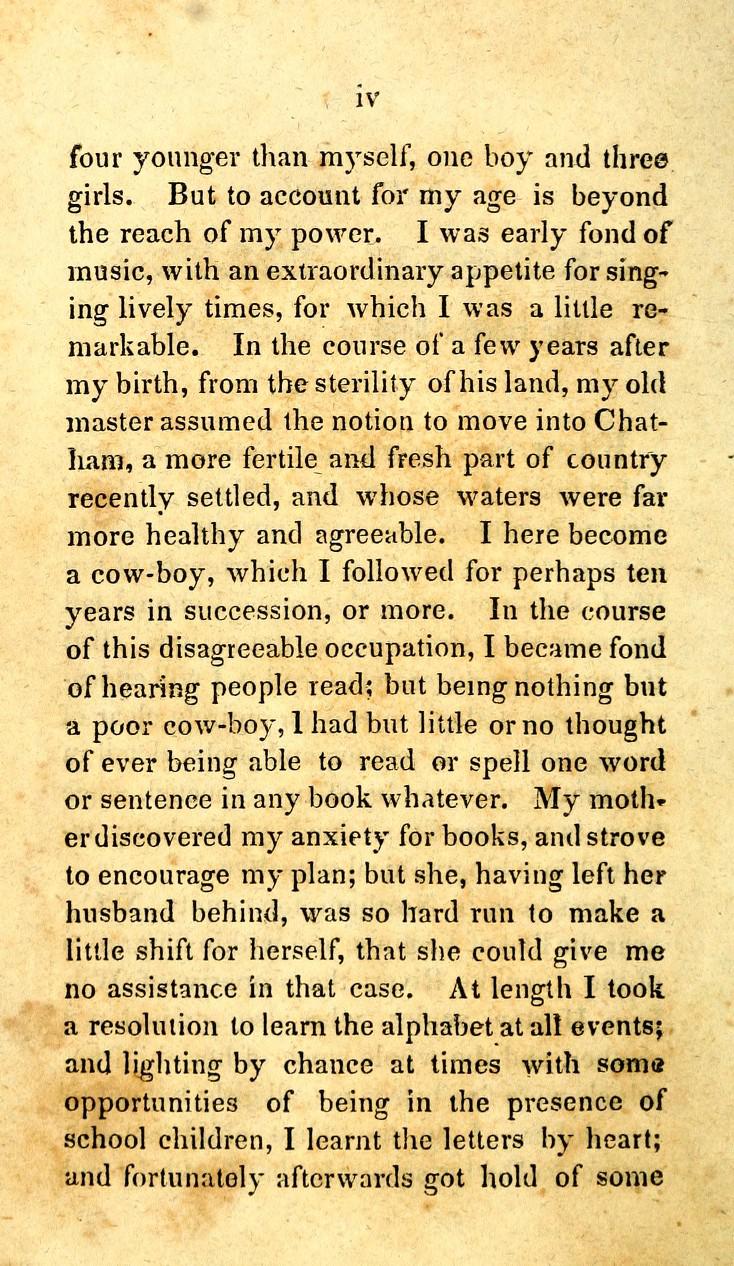 iv
four younger than myself, one boy and three
girls. But to account for my age is beyond
the reach of my power. I was early fond of
music, with an extraordinary appetite for sing-
ing lively times, for which I was a little re-
markable. In the course of a few years after
my birth, from the sterility of his land, my old
master assumed the notion to move into Chat-
ham, a more fertile and fresh part of country
recently settled, and whose waters were far
more healthy and agreeable. I here become
a cow-boy, which I followed for perhaps ten
years in succession, or more. In the course
of this disagreeable occupation, I became fond
of hearing people read; but being nothing but
a poor cow-boy, I had but little or no thought
of ever being able to read or spell one word
or sentence in any book whatever. My moth-
er discovered my anxiety for books, and strove
to encourage my plan; but she, having left her
husband behind, was so hard run to make a
little shift for herself, that she could give me
no assistance in that case. At length I took
a resolution to learn the alphabet at all events;
and lighting by chance at times with some
opportunities of being in the presence of
school children, I learnt the letters by heart;
and fortunately afterwards got hold of some